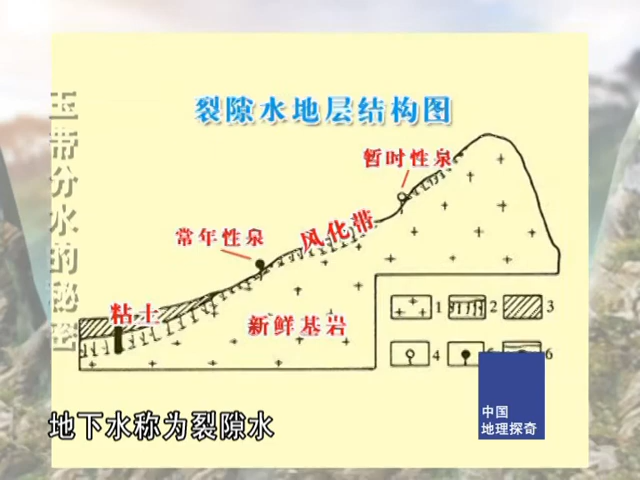 裂隙水地层结构图
玉带分水的秘密
暂时性泉
常年性泉
风化带
粘土
新鲜基岩
1
2
3
4
6
中国
地理探奇
地下水称为裂隙水